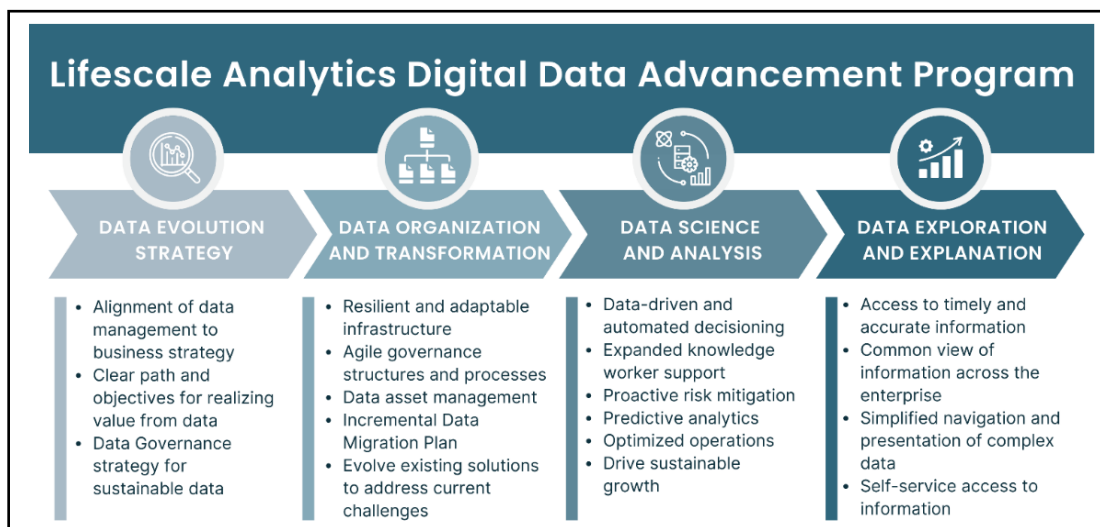 Lifescale Analytics Digital Data Advancement Program
DATA EVOLUTION
STRATEGY
• Alignment of data
management to
business strategy
• Clear path and
objectives for realizing
value from data
• Data Governance
strategy for
sustainable data
DATA ORGANIZATION
AND TRANSFORMATION
• Resilient and adaptable
infrastructure
• Agile governance
structures and processes
• Data asset management
• Incremental Data
Migration Plan
• Evolve existing solutions
to address current
challenges
DATA SCIENCE
AND ANALYSIS
• Data-driven and
automated decisioning
• Expanded knowledge
worker support
• Proactive risk mitigation
• Predictive analytics
• Optimized operations
• Drive sustainable
growth
DATA EXPLORATION
AND EXPLANATION
• Access to timely and
accurate information
• Common view of
information across the
enterprise
• Simplified navigation and
presentation of complex
data
• Self-service access to
information